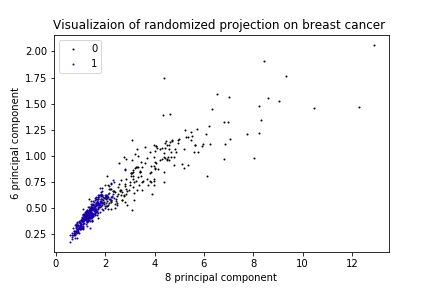 Visualizaion of randomized projection on breast cancer
0
1
6 principal component
2.00
1.75
1.50
1.25
1.00
0.75
0.50
0.25
0 2 4 6 8 10 12
8 principal component